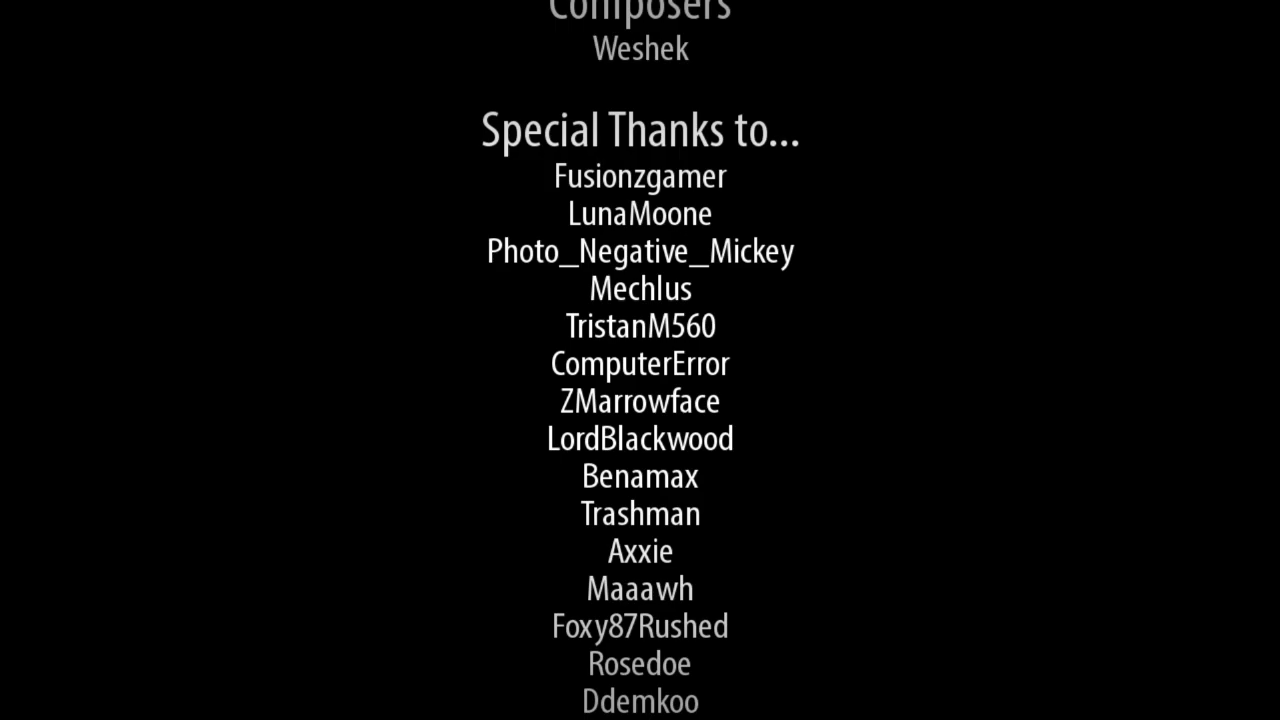 Composers
Weshek
Special Thanks to...
Fusionzgamer
LunaMoone
Photo_Negative_Mickey
Mechlus
TristanM560
ComputerError
ZMarrowface
LordBlackwood
Benamax
Trashman
Axxie
Maaawh
Foxy87Rushed
Rosedoe
Ddemkoo